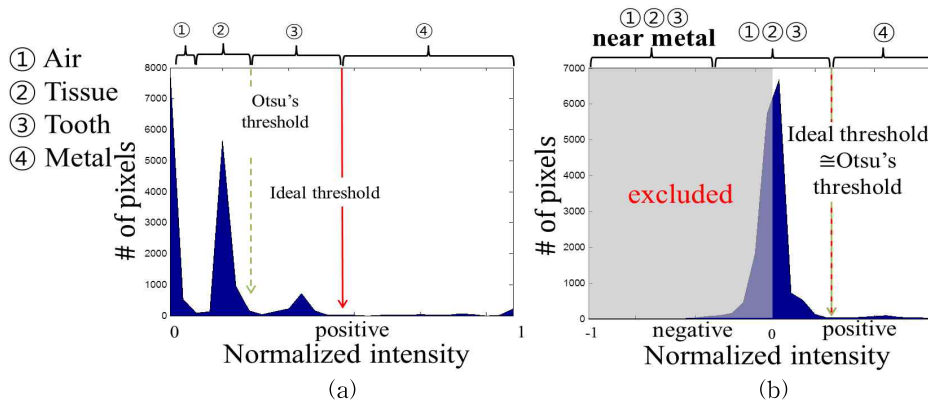 ① Air
② Tissue
③ Tooth
④ Metal
① ② ③ ④
8000
7000
6000
5000
4000
3000
2000
1000
0
# of pixels
Otsu's
threshold
Ideal threshold
0 positive 1
Normalized intensity
(a)
①②③
near metal
①②③ ④
7000
6000
5000
4000
3000
2000
1000
0
# of pixels
excluded
Ideal threshold
≅Otsu's
threshold
-1 negative 0 positive
Normalized intensity
(b)